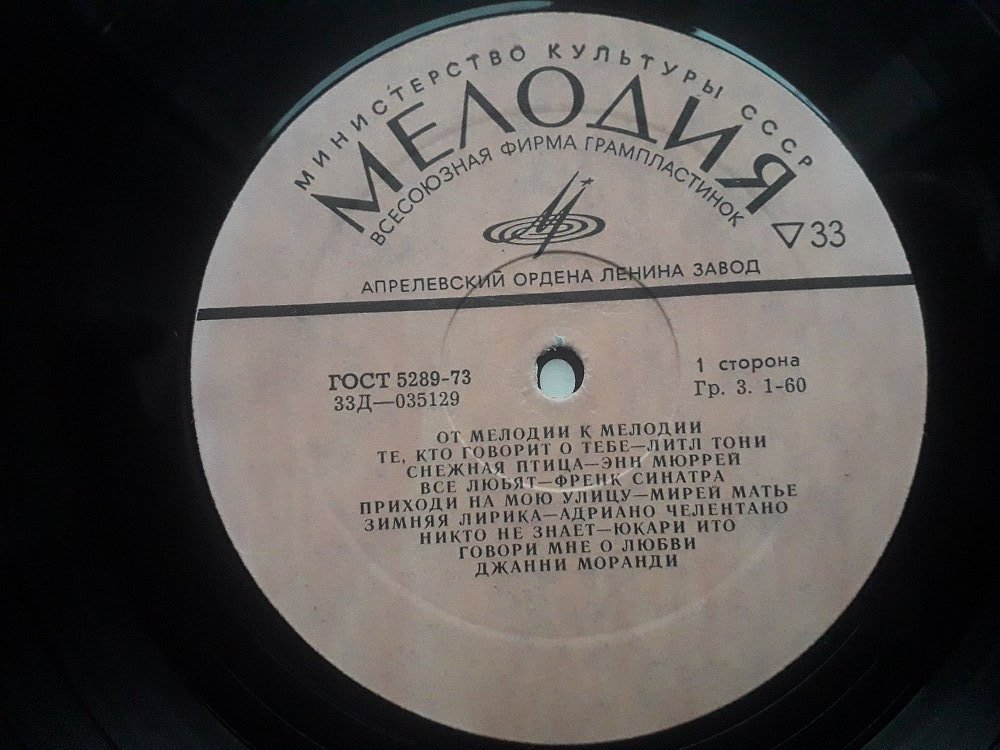 МИНИСТЕРСТВО КУЛЬТУРЫ СССР
МЕЛОДИЯ
ВСЕСОЮЗНАЯ ФИРМА ГРАМПЛАСТИНОК
33
АПРЕЛЕВСКИЙ ОРДЕНА ЛЕНИНА ЗАВОД
ГОСТ 5289-73
33Д—035129
1 сторона
Гр. 3. 1-60
ОТ МЕЛОДИИ К МЕЛОДИИ
ТЕ, КТО ГОВОРИТ О ТЕБЕ—ЛИТЛ ТОНИ
СНЕЖНАЯ ПТИЦА—ЭНН МЮРРЕЙ
ВСЕ ЛЮБЯТ—ФРЕНК СИНАТРА
ПРИХОДИ НА МОЮ УЛИЦУ—МИРЕЙ МАТЬЕ
ЗИМНЯЯ ЛИРИКА—АДРИАНО ЧЕЛЕНТАНО
НИКТО НЕ ЗНАЕТ—ЮКАРИ ИТО
ГОВОРИ МНЕ О ЛЮБВИ
ДЖАННИ МОРАНДИ